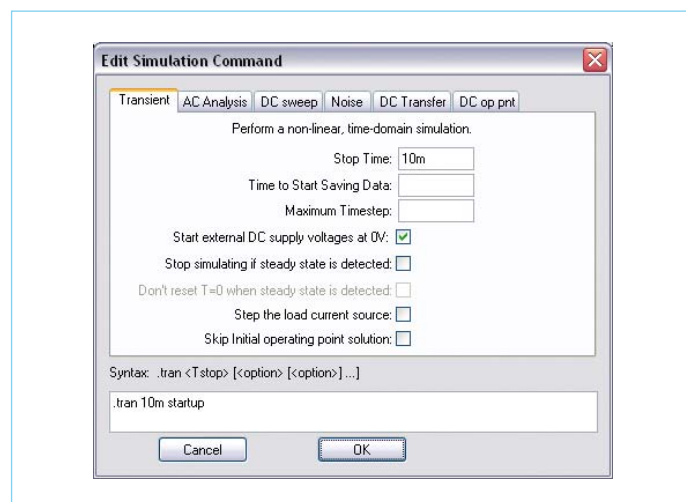 Edit Simulation Command
Transient AC Analysis DC sweep Noise DC Transfer DC op pnt
Perform a non-linear, time-domain simulation.
Stop Time: 10m
Time to Start Saving Data:
Maximum Timestep:
Start external DC supply voltages at 0V:
Stop simulating if steady state is detected:
Don't reset T=0 when steady state is detected:
Step the load current source:
Skip Initial operating point solution:
Syntax: .tran <Tstop> [<option> [<option>] ...]
.tran 10m startup
Cancel OK